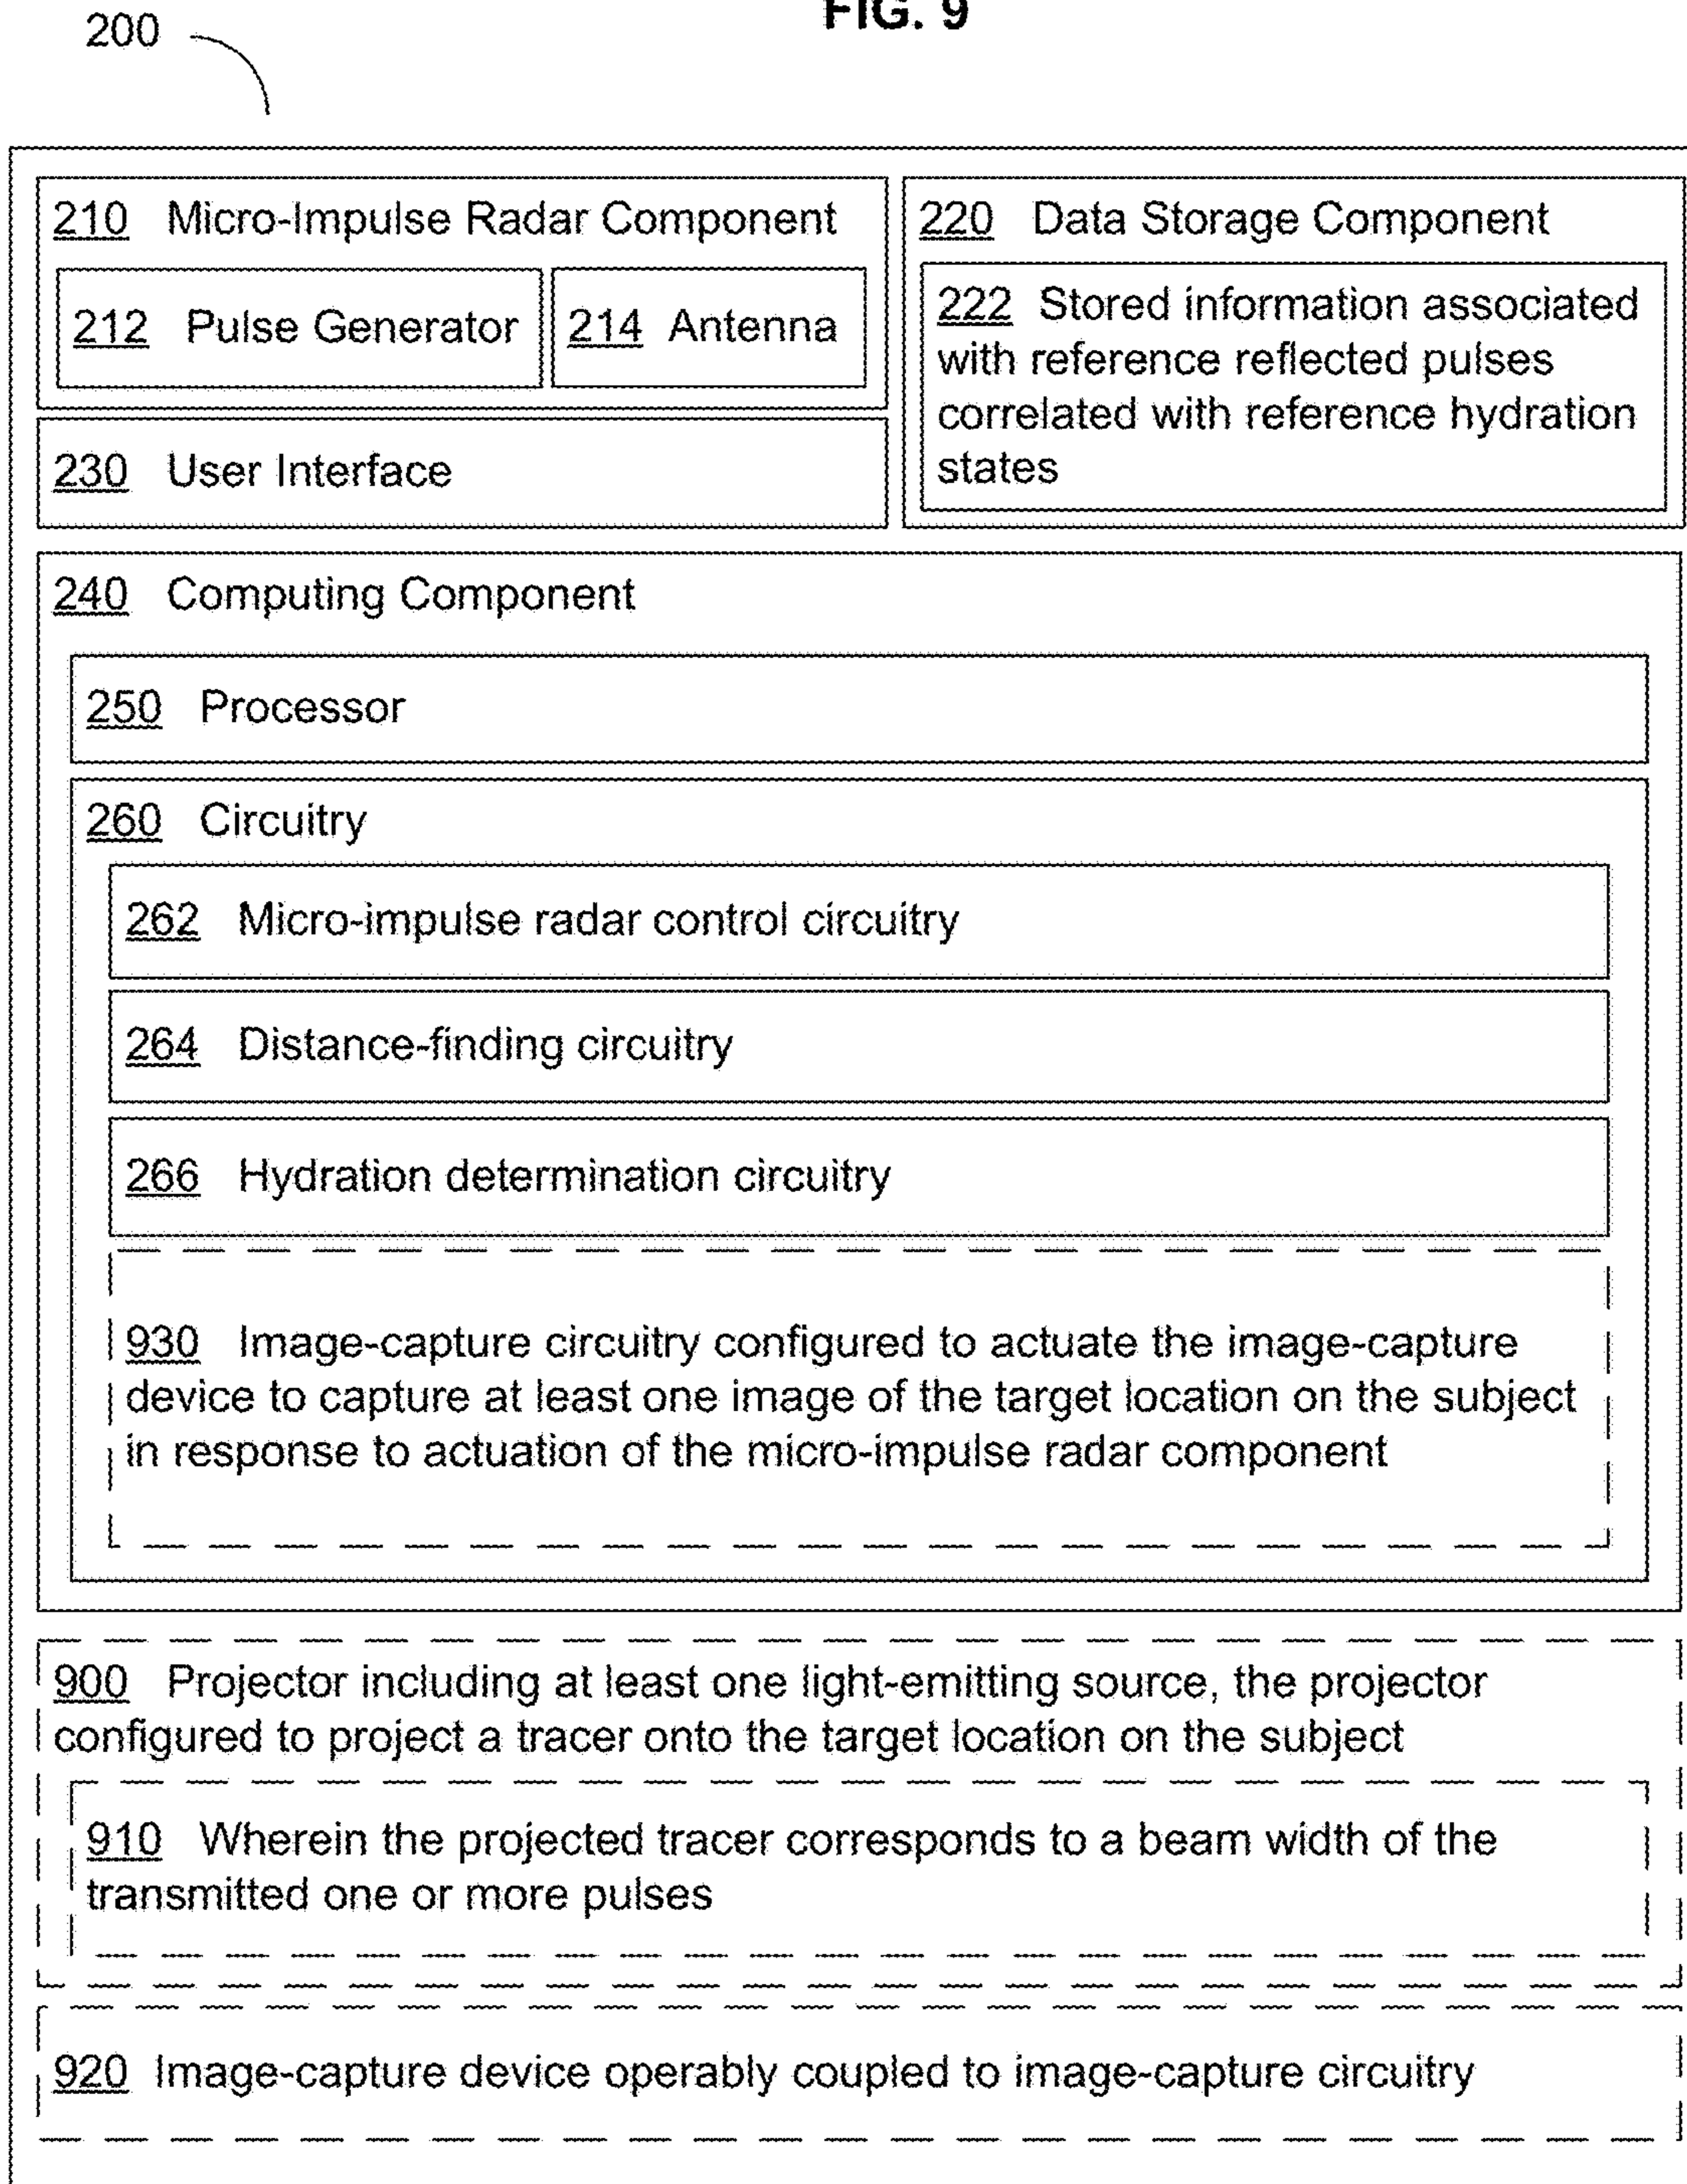 FIG. 9
200
210 Micro-Impulse Radar Component
212 Pulse Generator
214 Antenna
220 Data Storage Component
222 Stored information associated
with reference reflected pulses
correlated with reference hydration
states
230 User Interface
240 Computing Component
250 Processor
260 Circuitry
262 Micro-impulse radar control circuitry
264 Distance-finding circuitry
266 Hydration determination circuitry
930 Image-capture circuitry configured to actuate the image-capture
device to capture at least one image of the target location on the subject
in response to actuation of the micro-impulse radar component
900 Projector including at least one light-emitting source, the projector
configured to project a tracer onto the target location on the subject
910 Wherein the projected tracer corresponds to a beam width of the
transmitted one or more pulses
920 Image-capture device operably coupled to image-capture circuitry